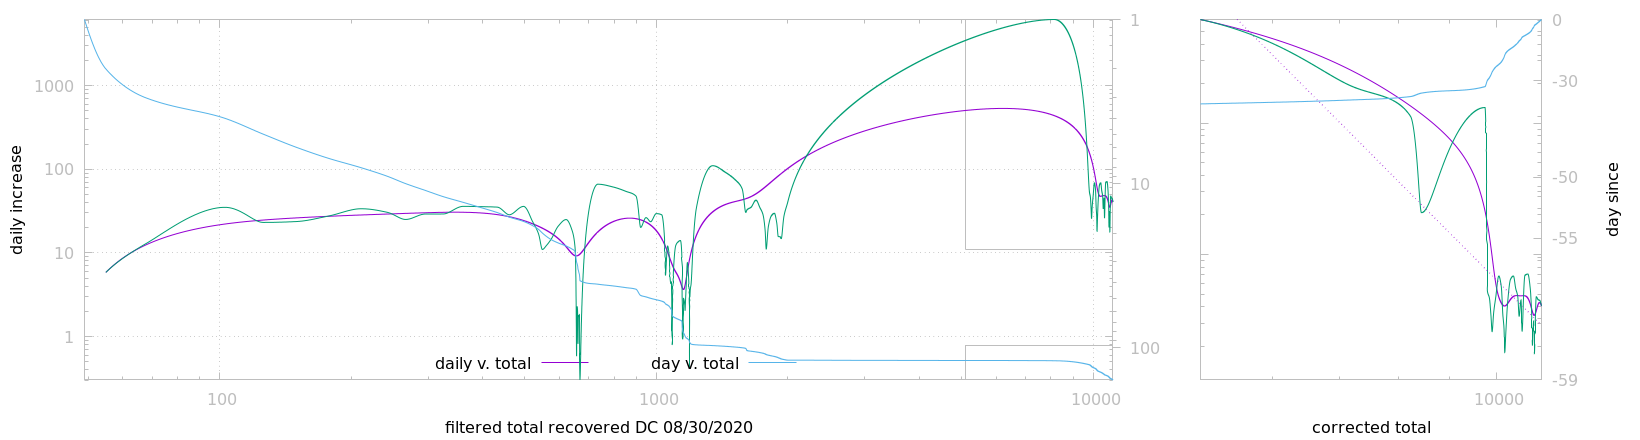 1
0
1000
-30
100
10
-50
10
-55
1
100
daily v. total
day v. total
-59
100
1000
10000
10000
filtered total recovered DC 08/30/2020
corrected total
daily increase
day since